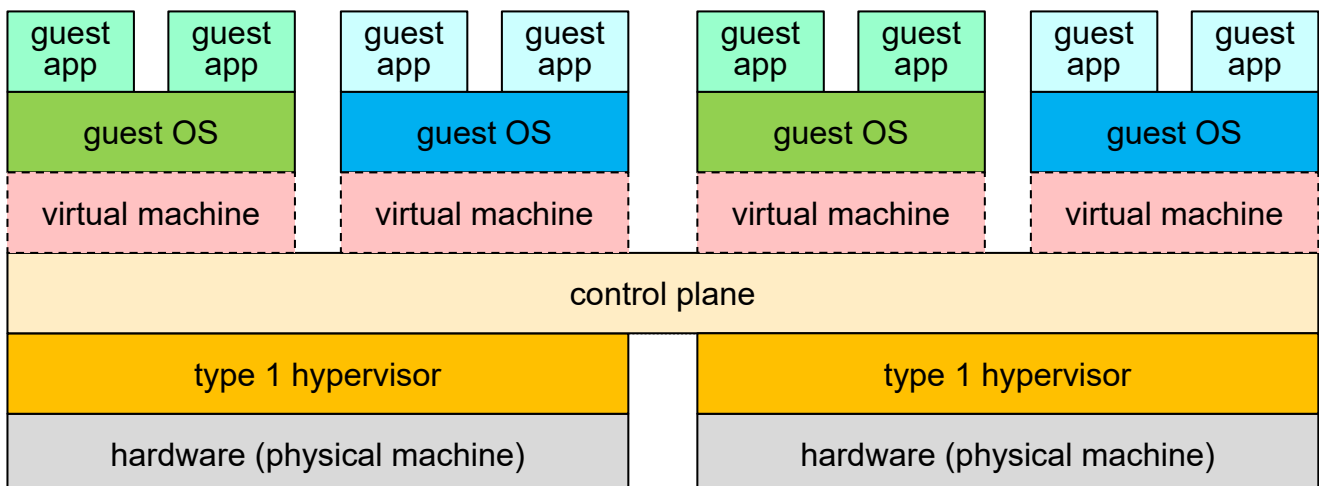 guest
app
guest
app
guest
app
guest
app
guest
app
guest
app
guest
app
guest
app
guest OS
guest OS
guest OS
guest OS
virtual machine
virtual machine
virtual machine
virtual machine
control plane
type 1 hypervisor
type 1 hypervisor
hardware (physical machine)
hardware (physical machine)